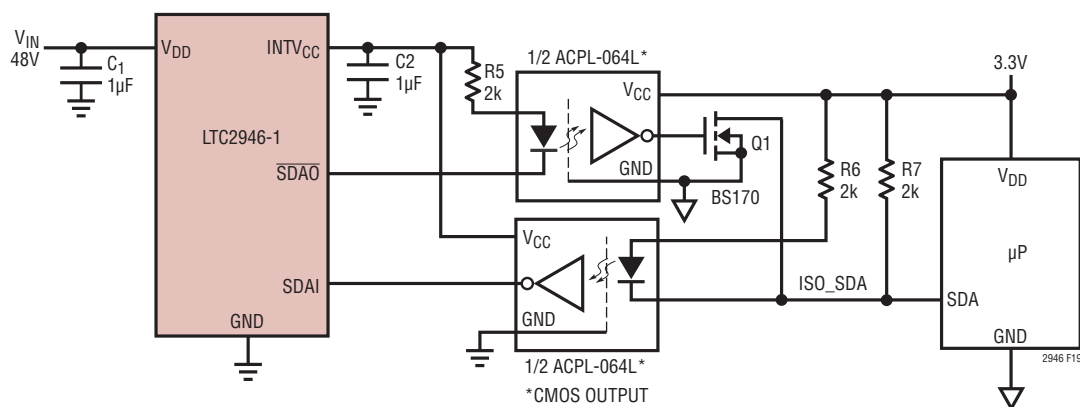 V_IN
48V
C1
1µF
V_DD
LTC2946-1
INTV_CC
SDAO
SDAI
GND
C2
1µF
R5
2k
1/2 ACPL-064L*
V_CC
GND
Q1
BS170
V_CC
GND
1/2 ACPL-064L*
*CMOS OUTPUT
R6
2k
R7
2k
3.3V
ISO_SDA
V_DD
µP
SDA
GND
2946 F19